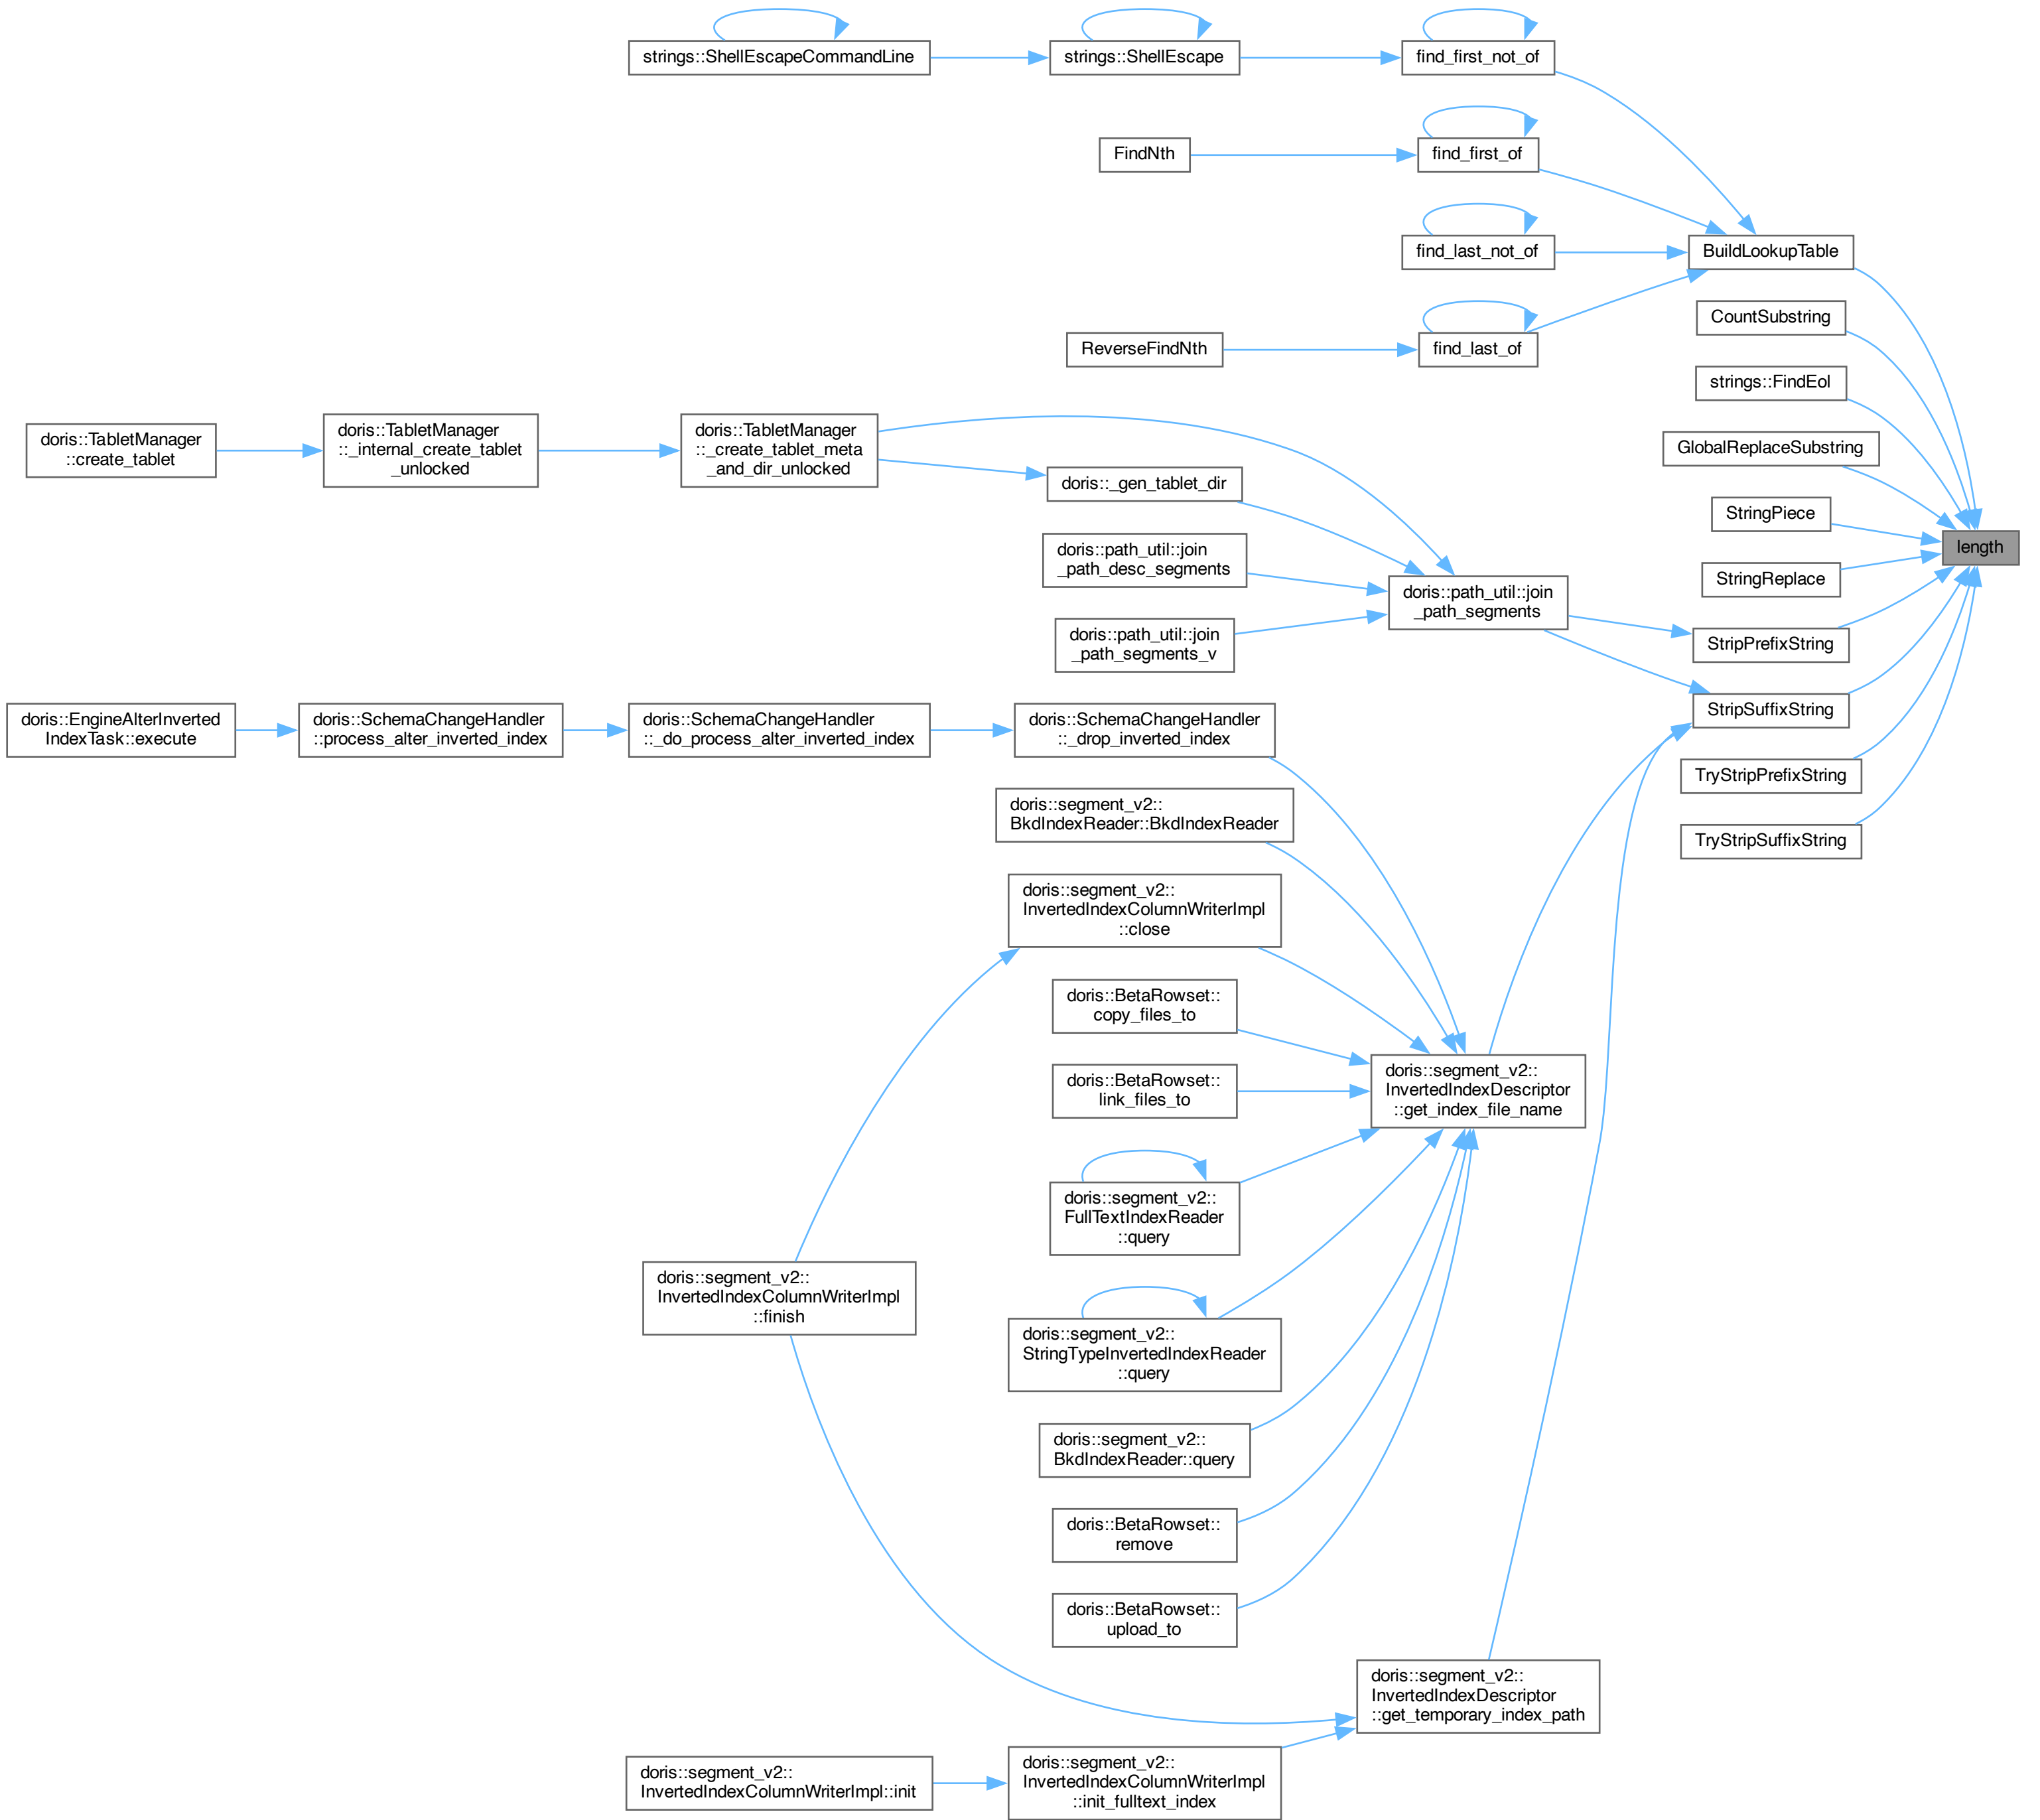 strings::ShellEscapeCommandLine
strings::ShellEscape
find_first_not_of
FindNth
find_first_of
find_last_not_of
BuildLookupTable
CountSubstring
ReverseFindNth
find_last_of
strings::FindEol
doris::TabletManager
::create_tablet
doris::TabletManager
::_internal_create_tablet
_unlocked
doris::TabletManager
::_create_tablet_meta
_and_dir_unlocked
GlobalReplaceSubstring
doris::_gen_tablet_dir
StringPiece
length
doris::path_util::join
_path_desc_segments
StringReplace
doris::path_util::join
_path_segments
doris::path_util::join
_path_segments_v
StripPrefixString
StripSuffixString
doris::EngineAlterInverted
IndexTask::execute
doris::SchemaChangeHandler
::process_alter_inverted_index
doris::SchemaChangeHandler
::_do_process_alter_inverted_index
doris::SchemaChangeHandler
::_drop_inverted_index
TryStripPrefixString
doris::segment_v2::
BkdIndexReader::BkdIndexReader
TryStripSuffixString
doris::segment_v2::
InvertedIndexColumnWriterImpl
::close
doris::BetaRowset::
copy_files_to
doris::BetaRowset::
link_files_to
doris::segment_v2::
InvertedIndexDescriptor
::get_index_file_name
doris::segment_v2::
FullTextIndexReader
::query
doris::segment_v2::
InvertedIndexColumnWriterImpl
::finish
doris::segment_v2::
StringTypeInvertedIndexReader
::query
doris::segment_v2::
BkdIndexReader::query
doris::BetaRowset::
remove
doris::BetaRowset::
upload_to
doris::segment_v2::
InvertedIndexDescriptor
::get_temporary_index_path
doris::segment_v2::
InvertedIndexColumnWriterImpl::init
doris::segment_v2::
InvertedIndexColumnWriterImpl
::init_fulltext_index